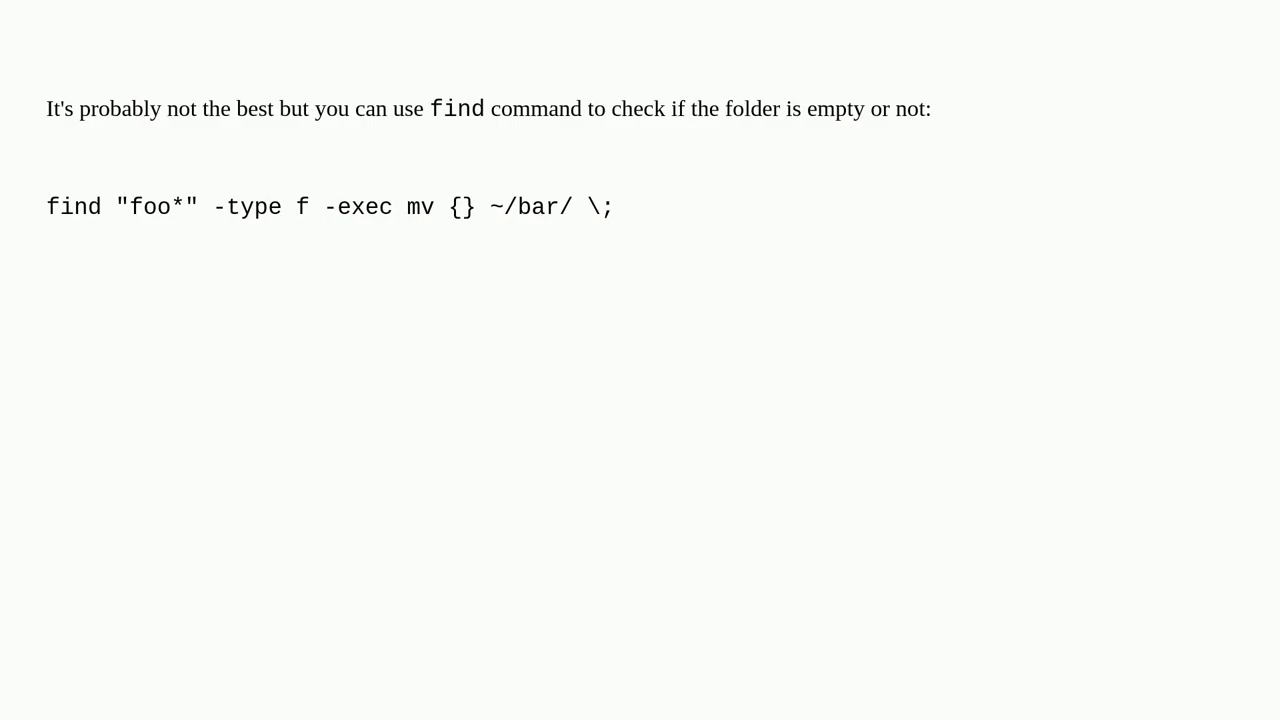 It's probably not the best but you can use find command to check if the folder is empty or not:
find "foo*" -type f -exec mv {} ~/bar/ \;